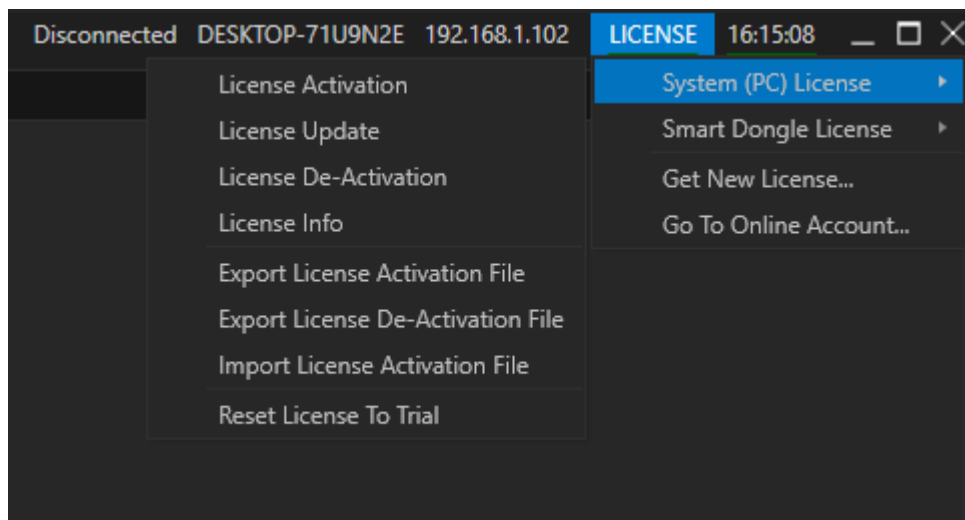 Disconnected DESKTOP-71U9N2E 192.168.1.102 LICENSE 16:15:08
System (PC) License
Smart Dongle License
Get New License...
Go To Online Account...
License Activation
License Update
License De-Activation
License Info
Export License Activation File
Export License De-Activation File
Import License Activation File
Reset License To Trial